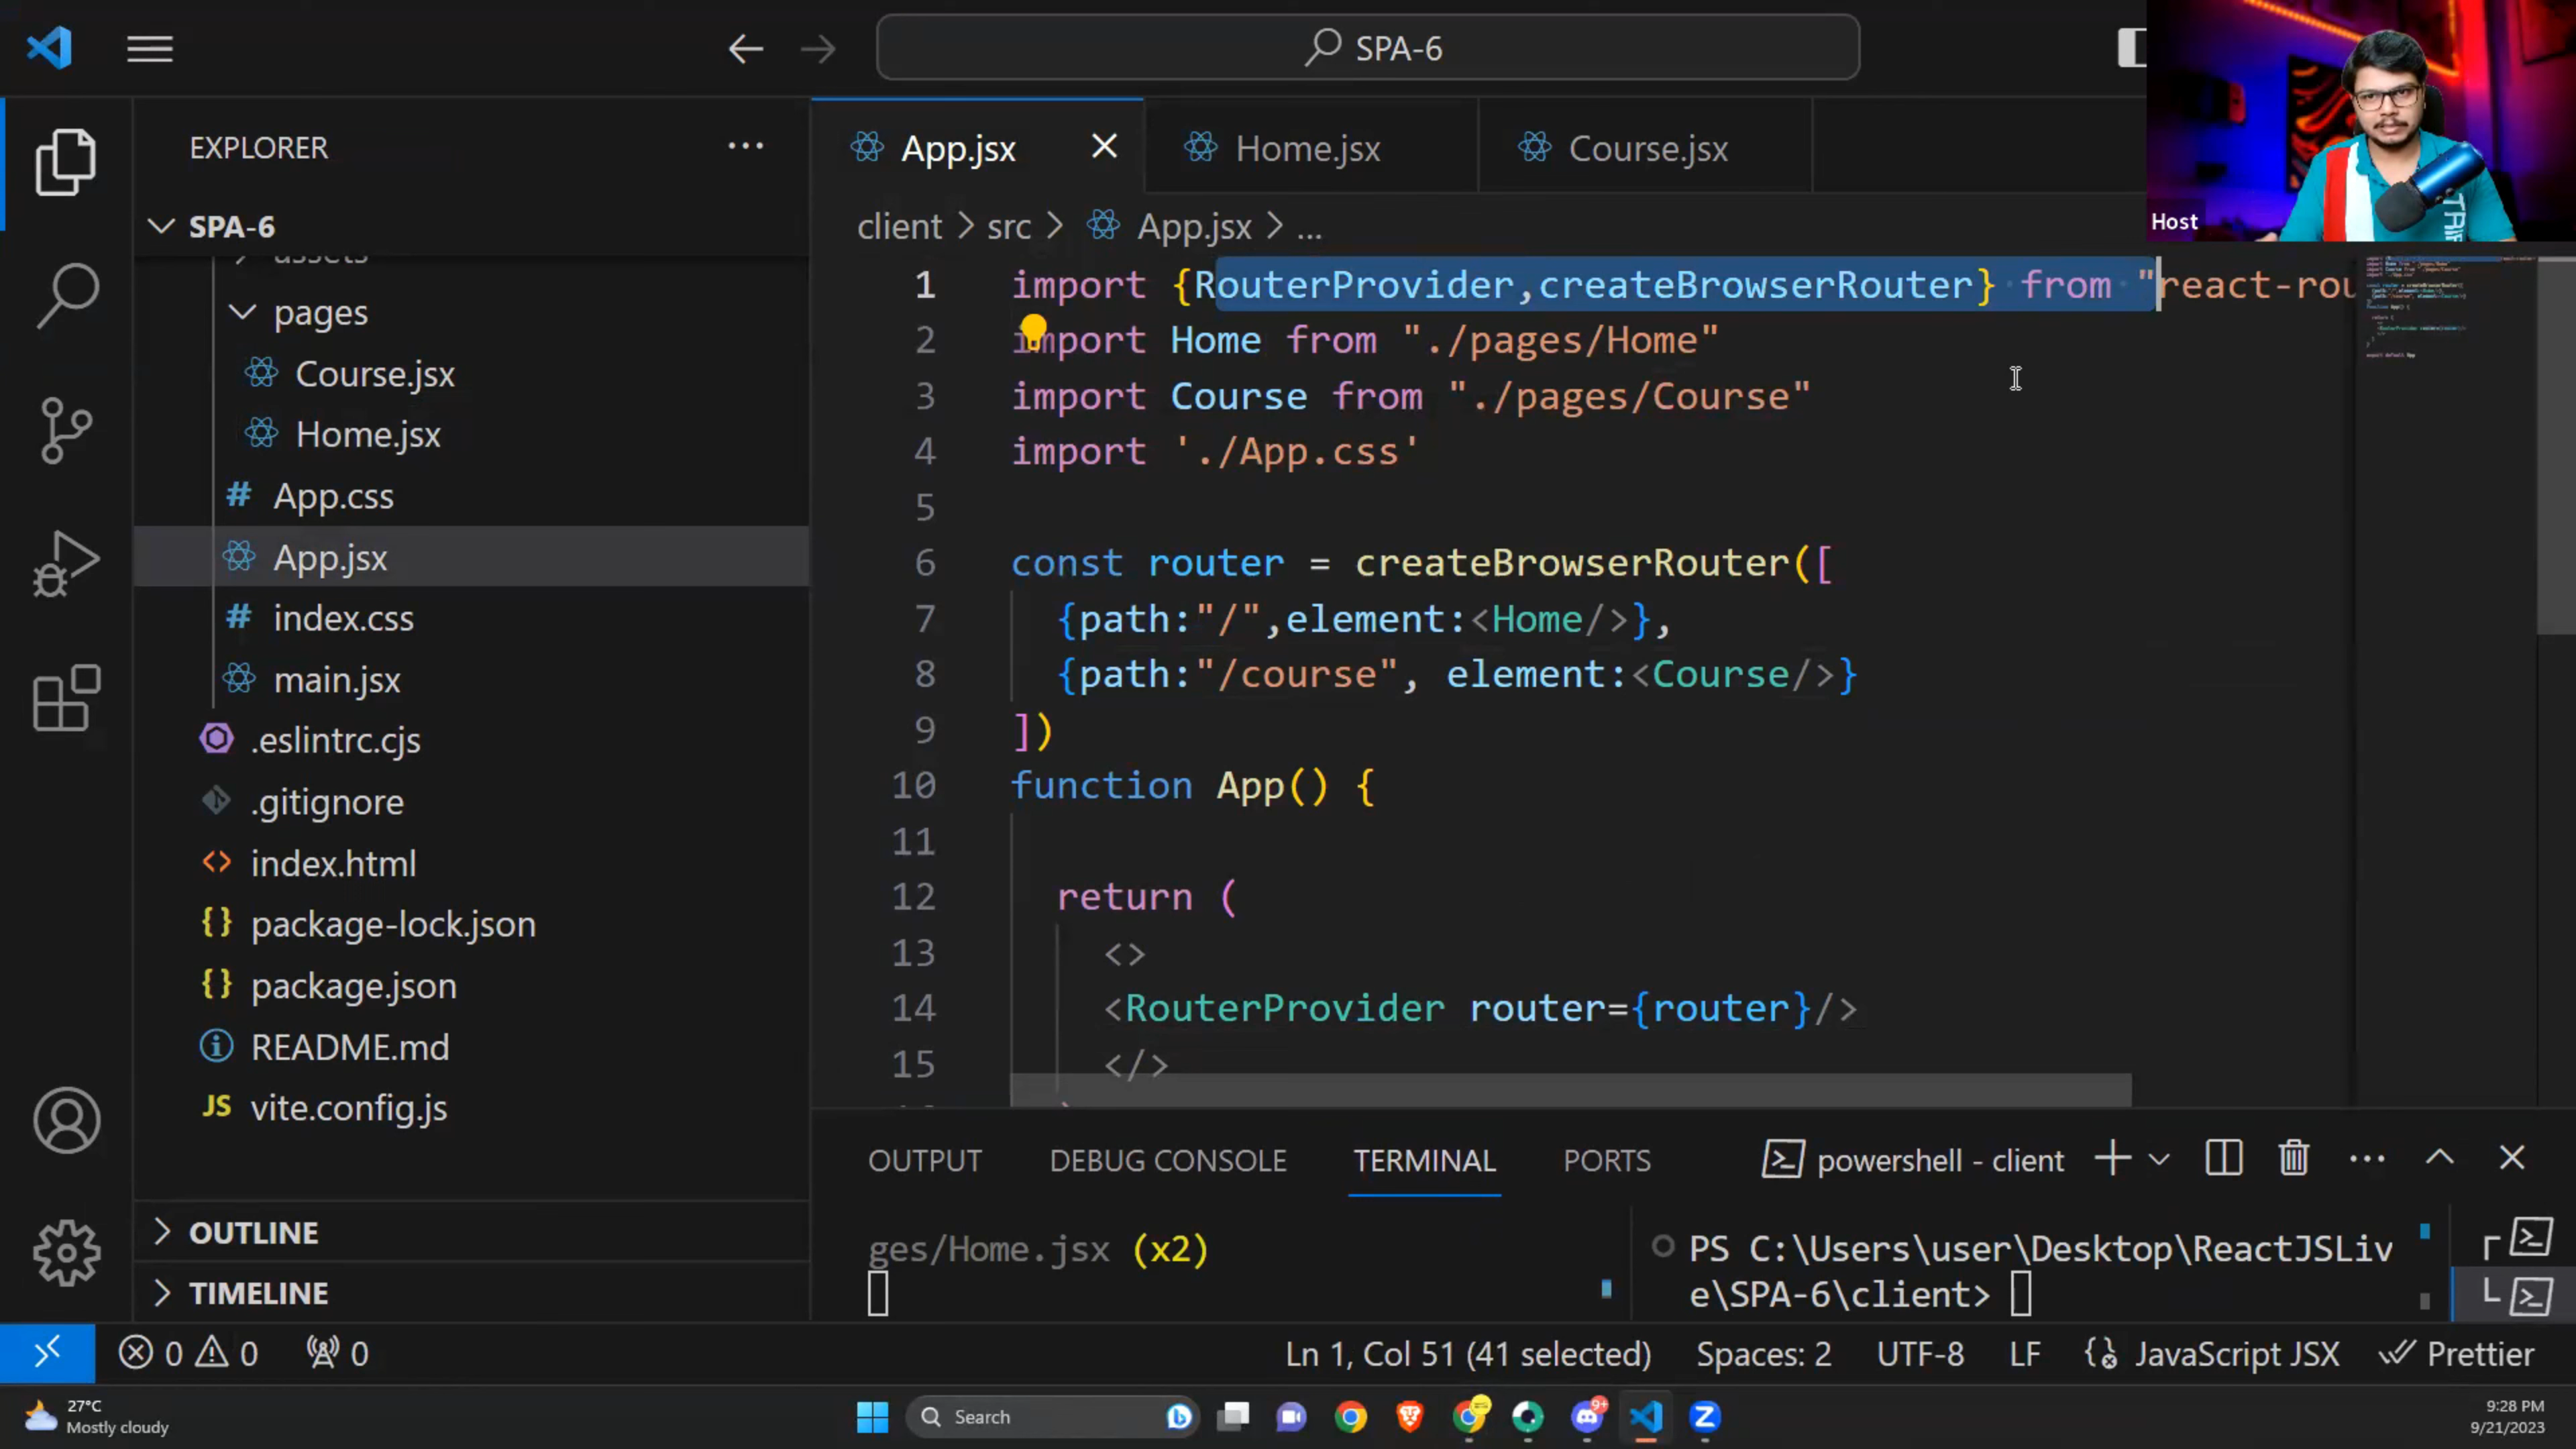 SPA-6
EXPLORER
SPA-6
assets
pages
Course.jsx
Home.jsx
App.css
App.jsx
index.css
main.jsx
.eslintrc.cjs
.gitignore
index.html
package-lock.json
package.json
README.md
JS vite.config.js
OUTLINE
TIMELINE
App.jsx
Home.jsx
Course.jsx
client > src > App.jsx > ...
Host
1 import {RouterProvider,createBrowserRouter} from "react-rou
2 import Home from "./pages/Home"
3 import Course from "./pages/Course"
4 import './App.css'
5
6 const router = createBrowserRouter([
7 {path:"/",element:<Home/>},
8 {path:"/course", element:<Course/>}
9 ])
10 function App() {
11
12 return (
13 <>
14 <RouterProvider router={router}/>
15 </>
OUTPUT DEBUG CONSOLE TERMINAL PORTS powershell - client
ges/Home.jsx (x2)
PS C:\Users\user\Desktop\ReactJSLiv
e\SPA-6\client>
0 0 0 Ln 1, Col 51 (41 selected) Spaces: 2 UTF-8 LF JavaScript JSX Prettier
27°C
Mostly cloudy
Search
9+
9:28 PM
9/21/2023